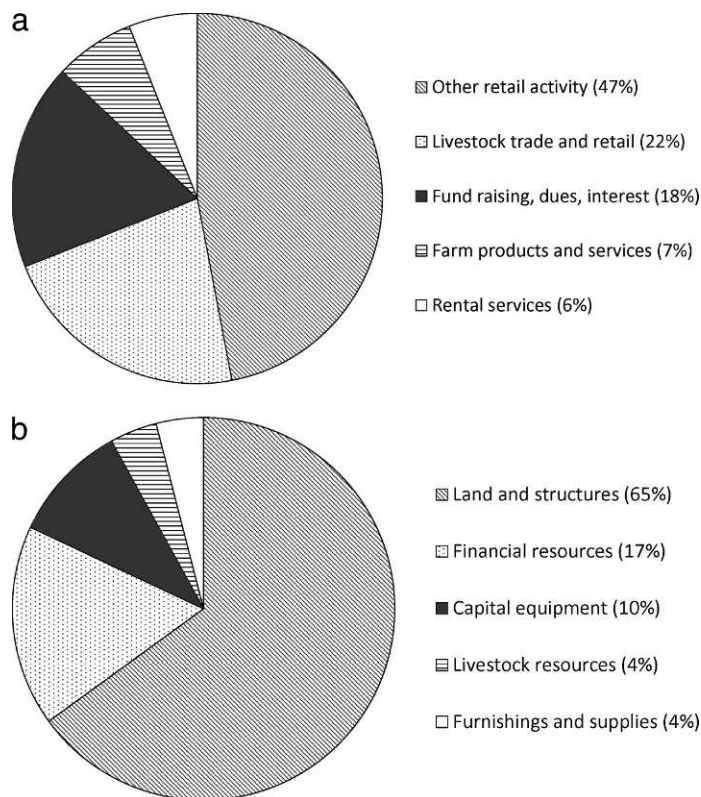 a
Other retail activity (47%)
Livestock trade and retail (22%)
Fund raising, dues, interest (18%)
Farm products and services (7%)
Rental services (6%)
b
Land and structures (65%)
Financial resources (17%)
Capital equipment (10%)
Livestock resources (4%)
Furnishings and supplies (4%)